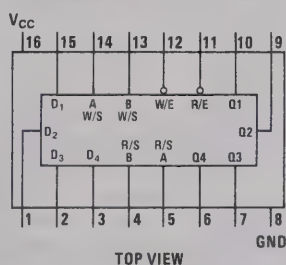 VCC
16 15 14 13 12 11 10 9
D1 A B W/E R/E Q1
W/S W/S
D2 Q2
R/S R/S
D3 D4 B A Q4 Q3
1 2 3 4 5 6 7 8
GND
TOP VIEW